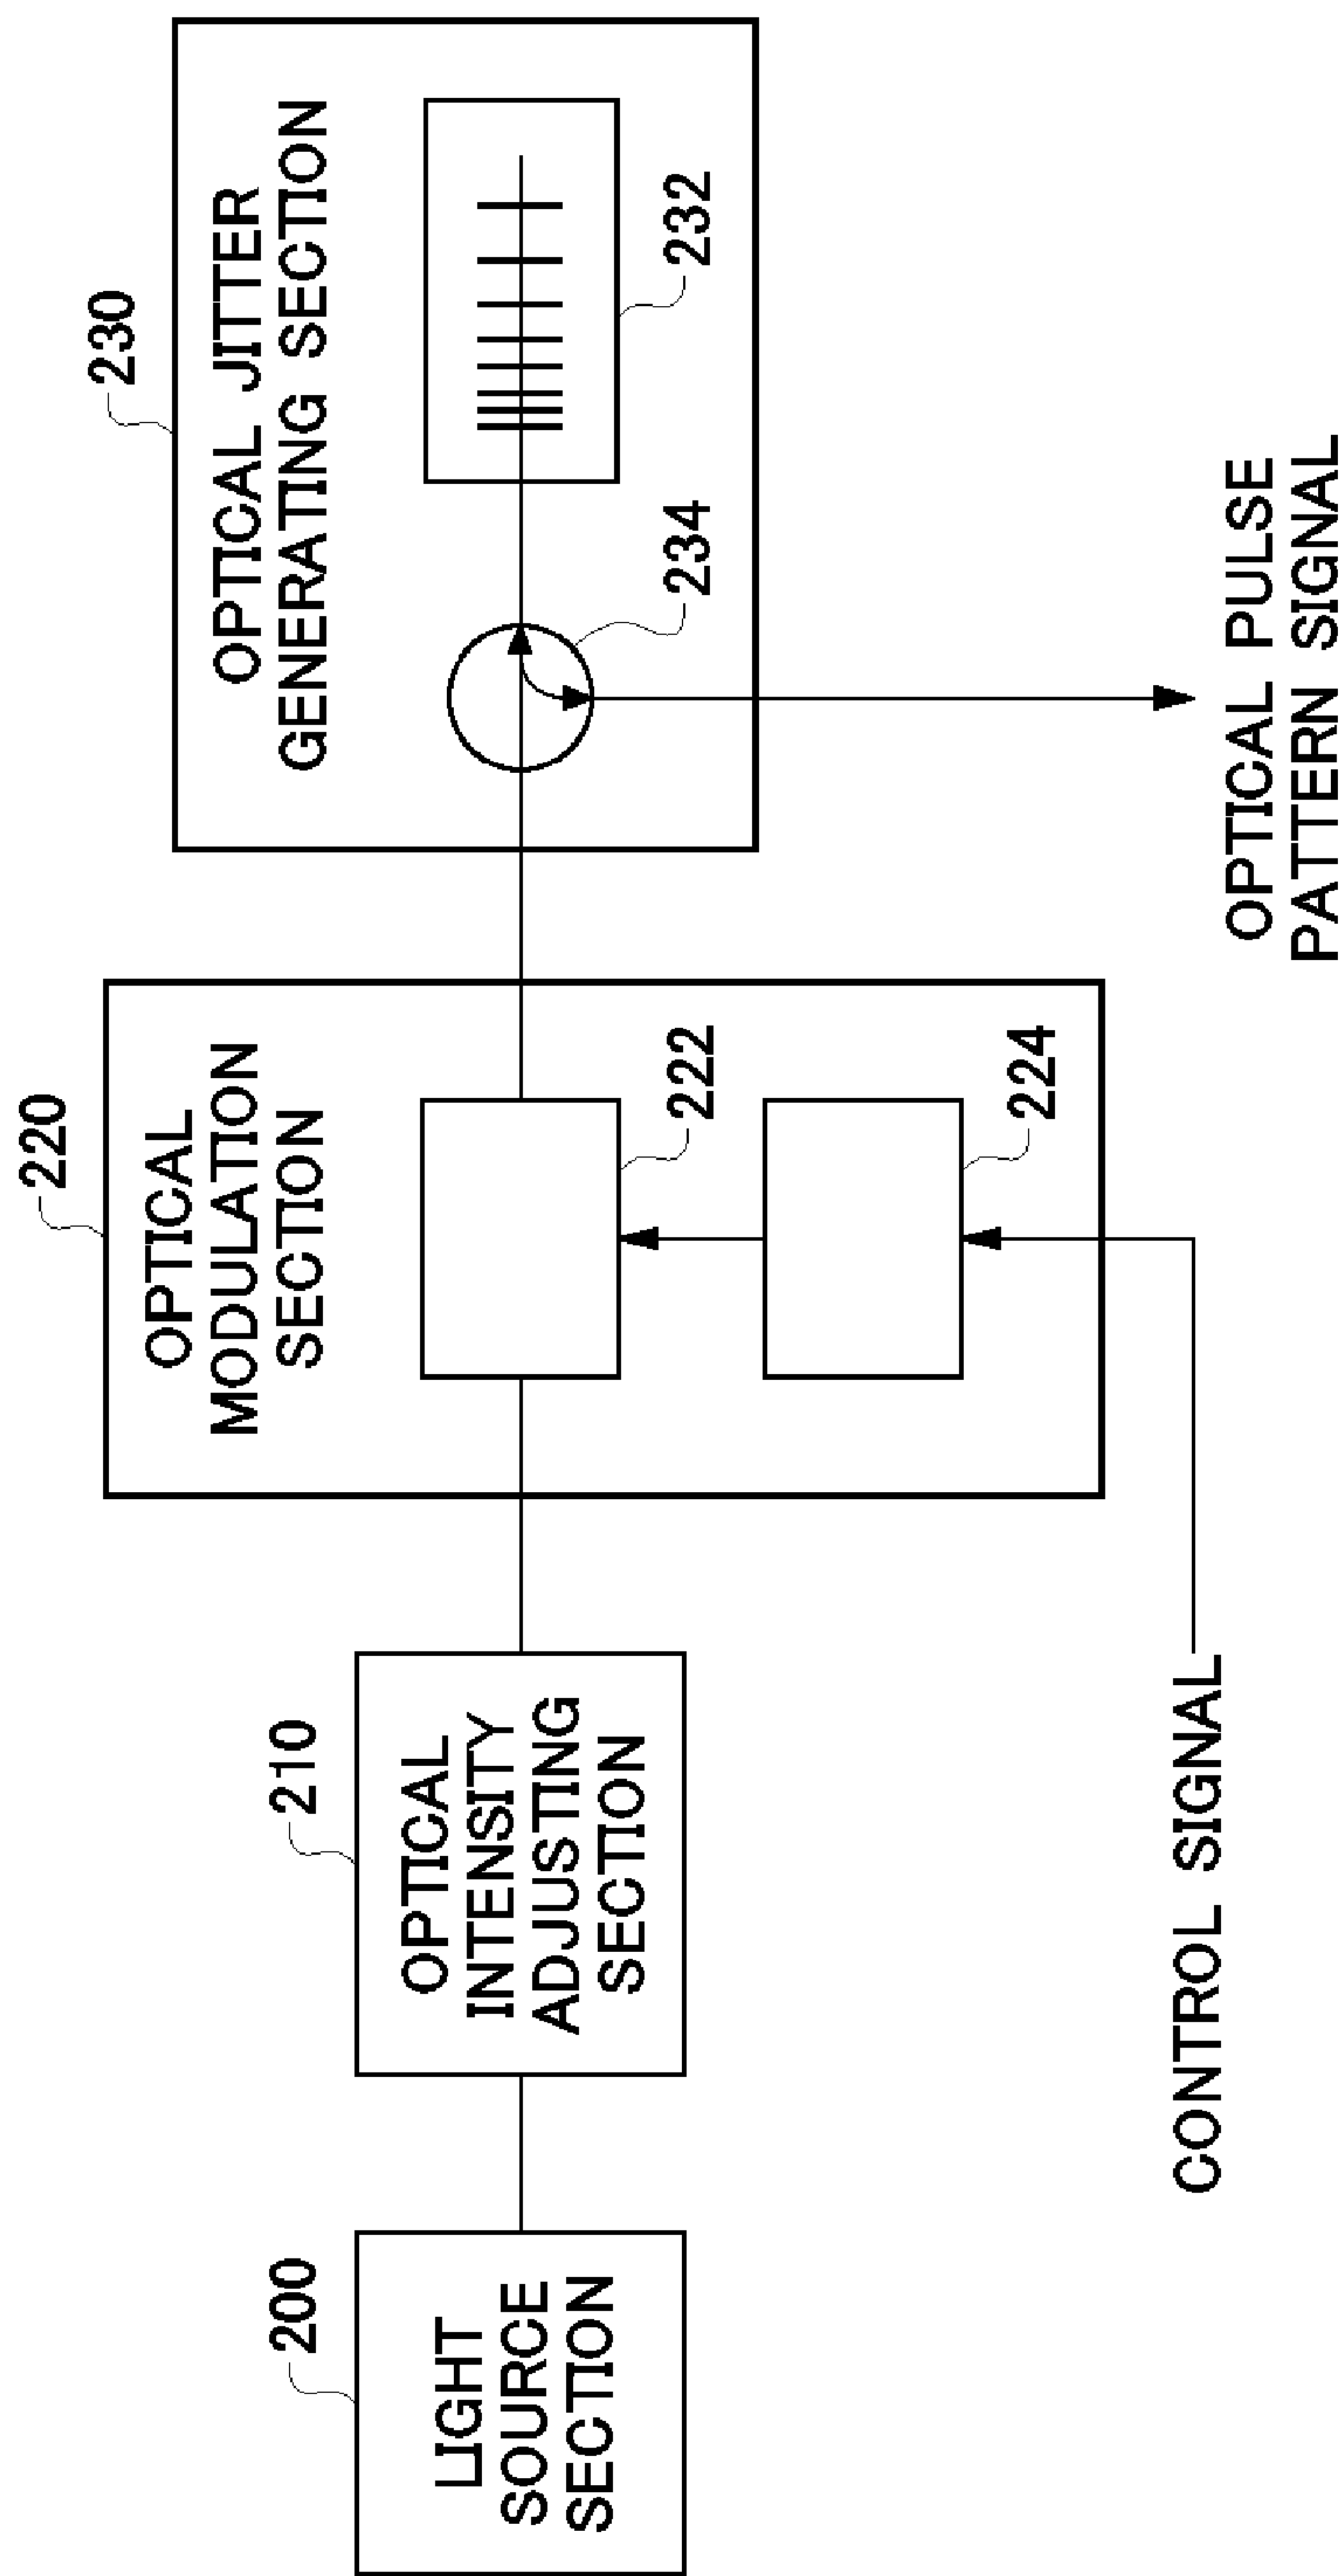 200
LIGHT
SOURCE
SECTION
210
OPTICAL
INTENSITY
ADJUSTING
SECTION
220
OPTICAL
MODULATION
SECTION
222
224
CONTROL SIGNAL
230
OPTICAL JITTER
GENERATING SECTION
234
232
OPTICAL PULSE
PATTERN SIGNAL